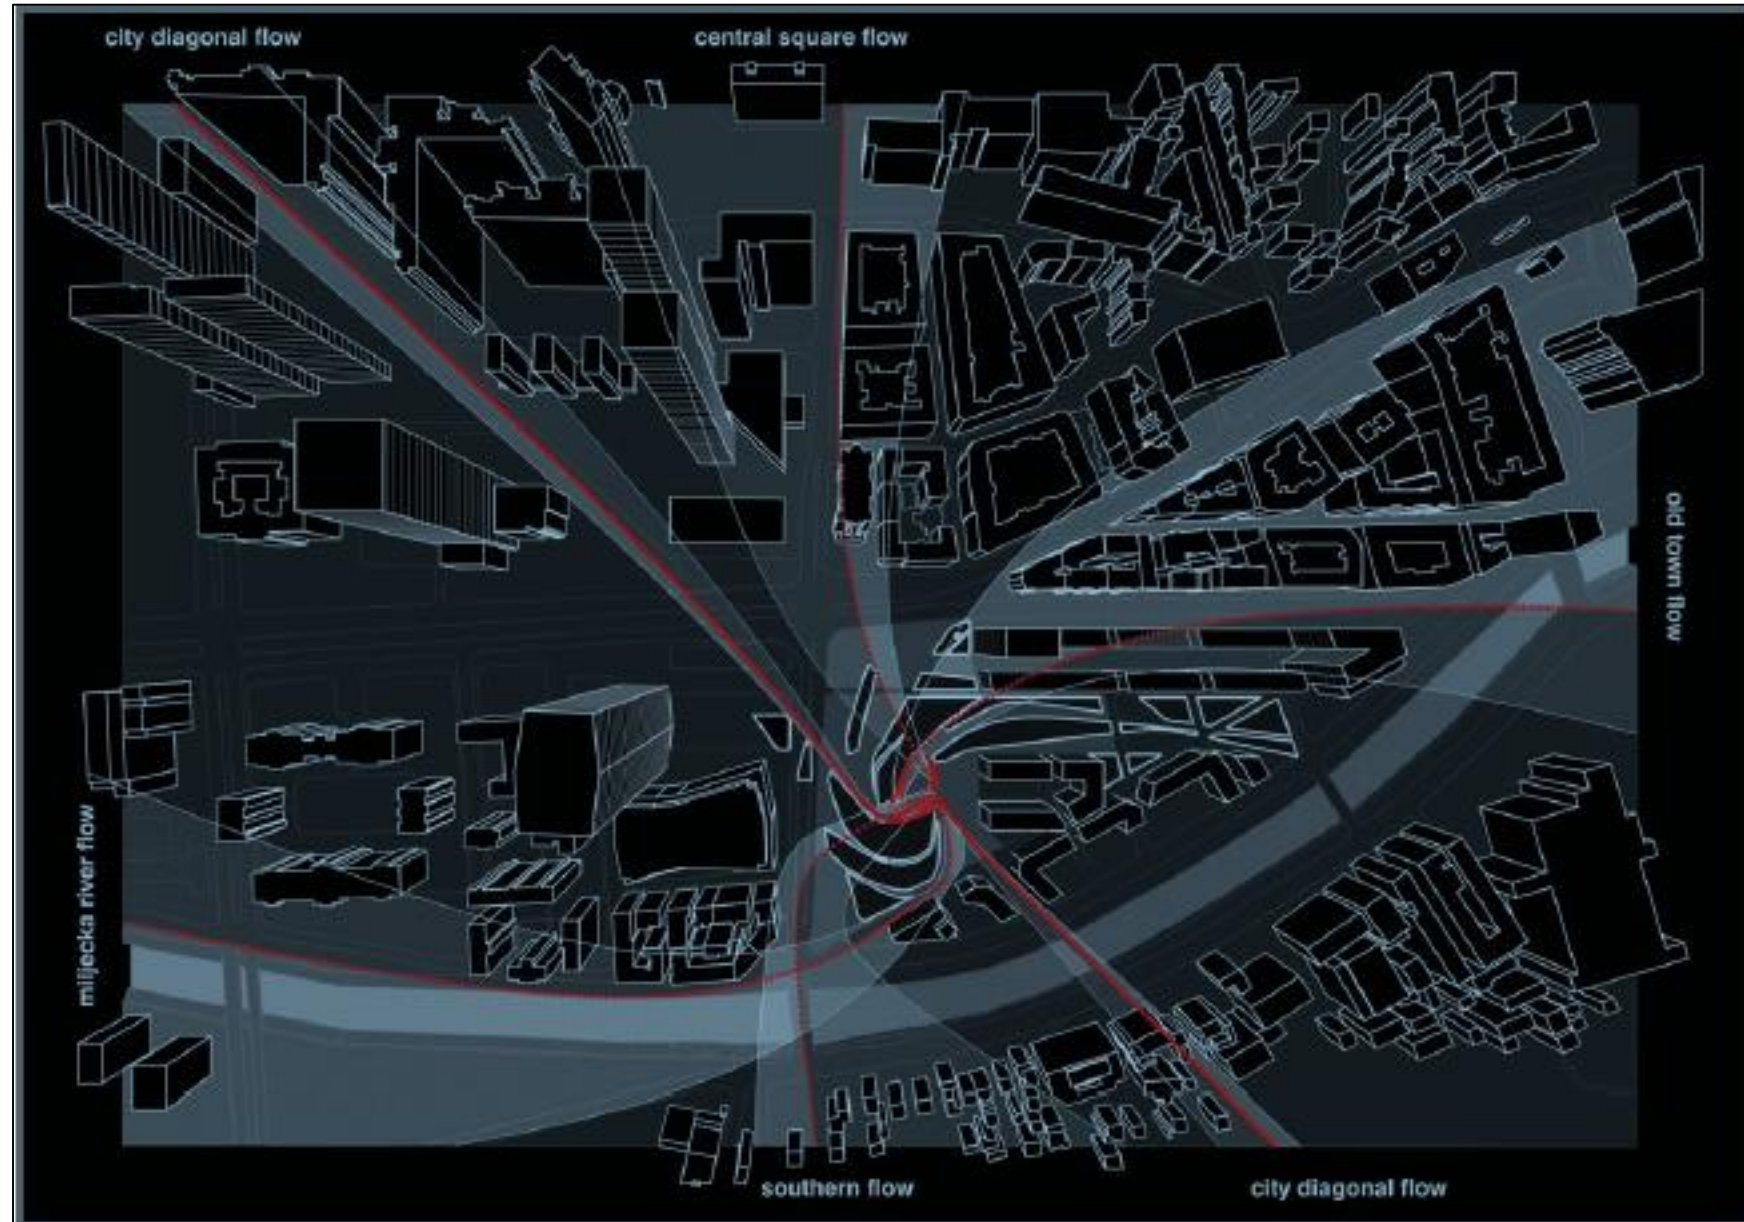 city diagonal flow
central square flow
old town flow
miljecka river flow
southern flow
city diagonal flow